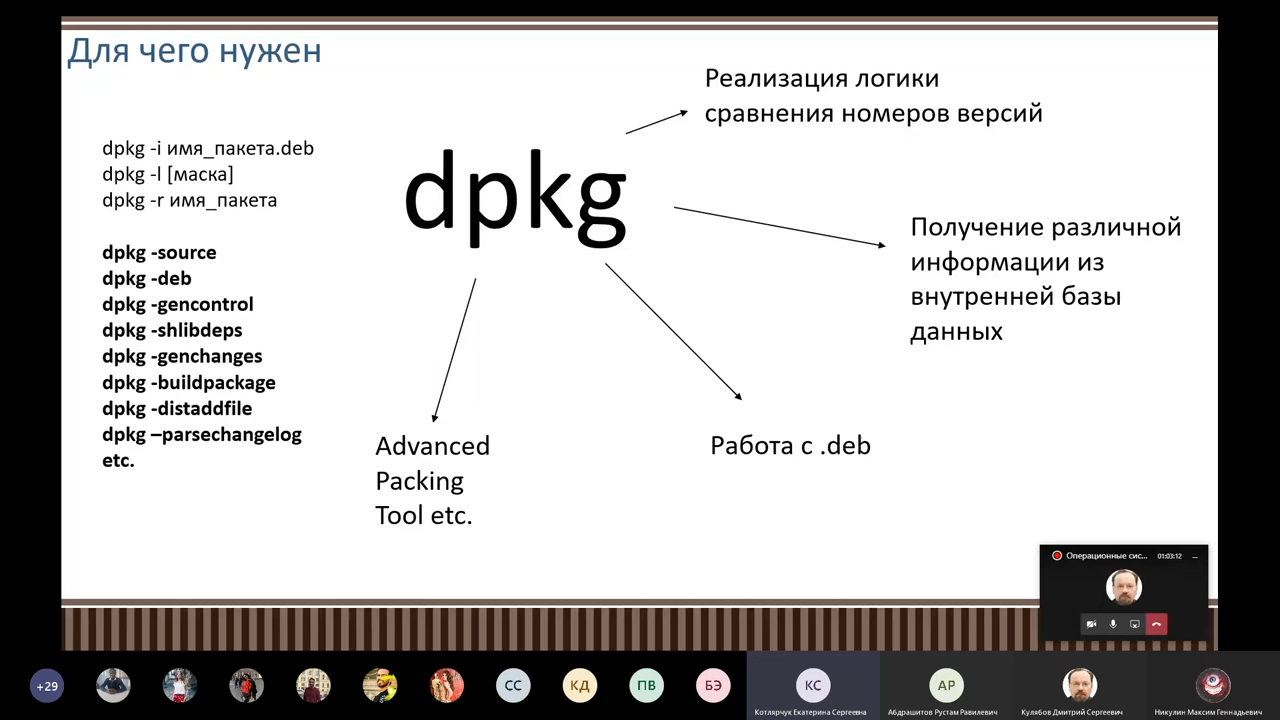 Для чего нужен
Реализация логики
сравнения номеров версий
dpkg -i имя_пакета.deb
dpkg -l [маска]
dpkg -r имя_пакета
dpkg
dpkg -source
dpkg -deb
dpkg -gencontrol
dpkg -shlibdeps
dpkg -genchanges
dpkg -buildpackage
dpkg -distaddfile
dpkg –parsechangelog
etc.
Получение различной
информации из
внутренней базы
данных
Advanced
Packing
Tool etc.
Работа с .deb
Операционные сис...
01:03:12
+29
СС
КД
ПВ
БЭ
КС
АР
Котлярчук Екатерина Сергеевна
Абдрашитов Рустам Равилевич
Кулябов Дмитрий Сергеевич
Никулин Максим Геннадьевич